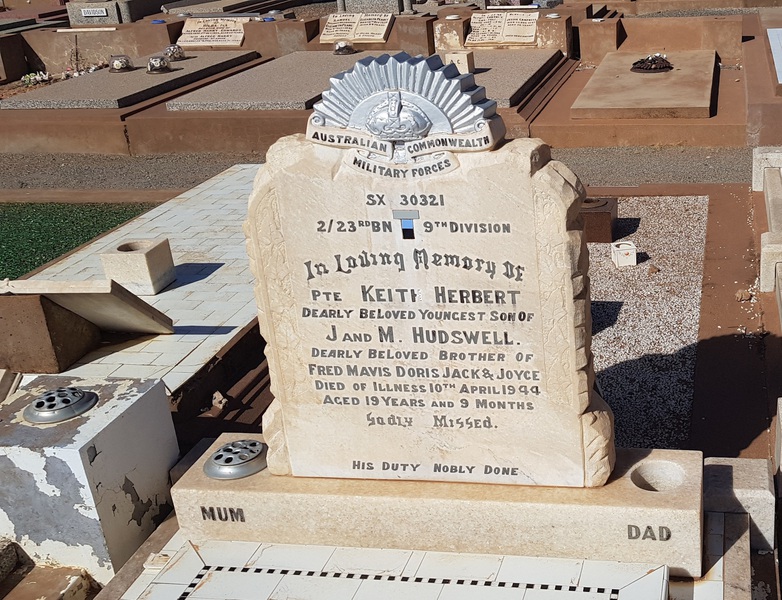 DAVIDSON
AUSTRALIAN COMMONWEALTH
MILITARY FORCES
SX 30321
2/23RD BN 9TH DIVISION
In Loving Memory Of
PTE KEITH HERBERT
DEARLY BELOVED YOUNGEST SON OF
J AND M. HUDSWELL.
DEARLY BELOVED BROTHER OF
FRED MAVIS DORIS JACK & JOYCE
DIED OF ILLNESS 10TH APRIL 1944
AGED 19 YEARS AND 9 MONTHS
Sadly Missed.
HIS DUTY NOBLY DONE
MUM
DAD